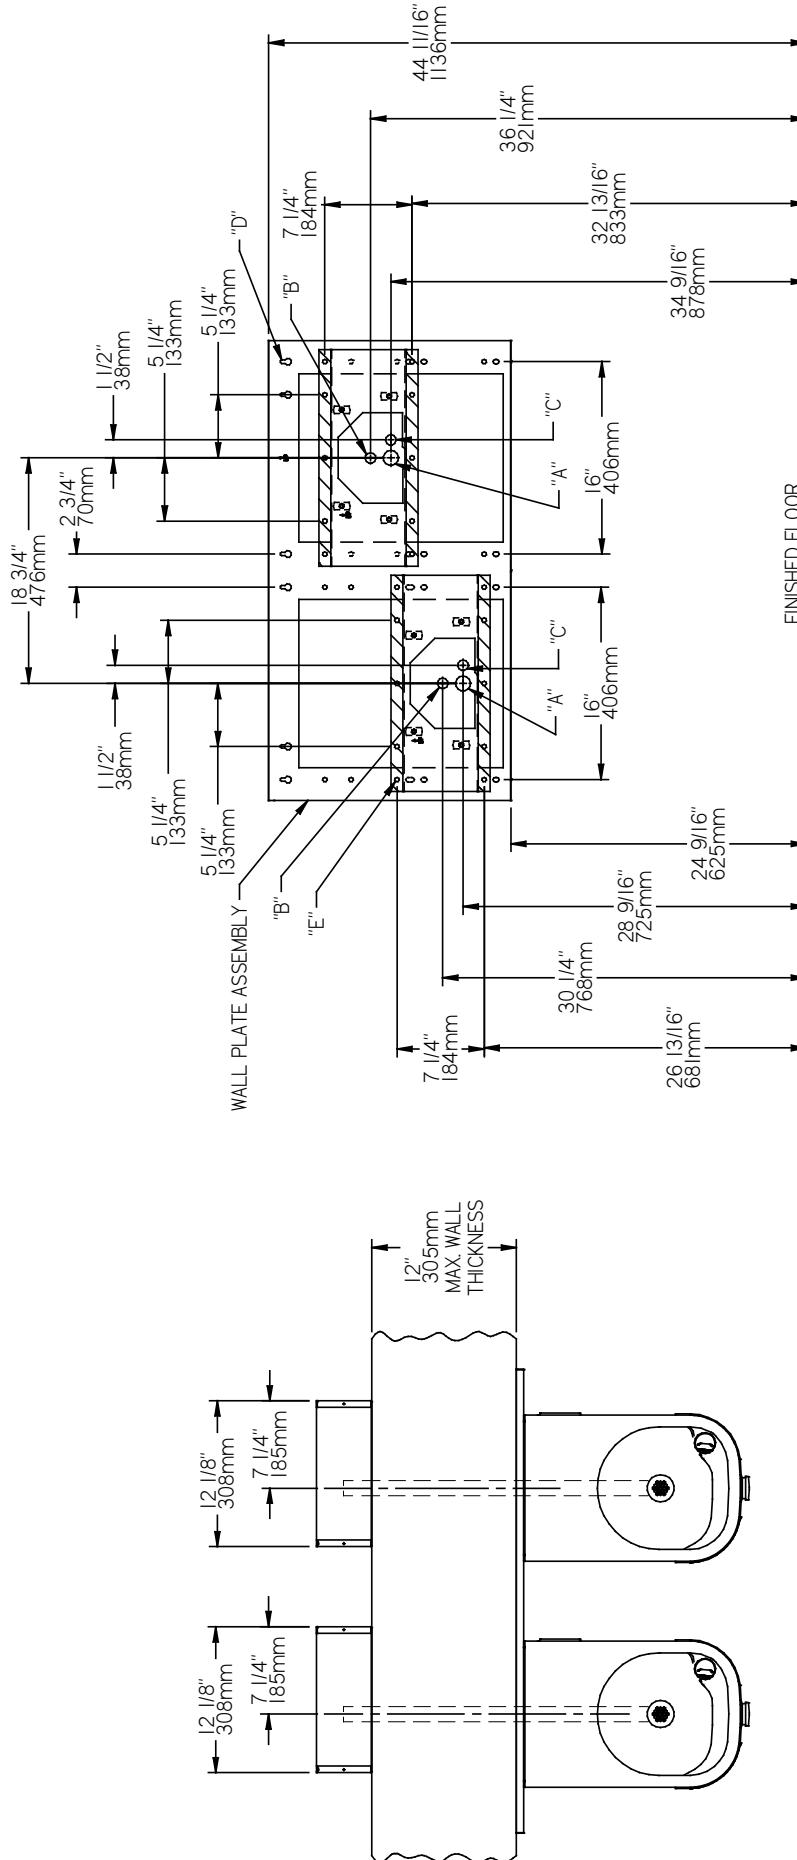 44 11/16"
1136mm
36 1/4"
921mm
32 13/16"
833mm
34 9/16"
878mm
7 1/4"
184mm
"D"
"B"
5 1/4"
133mm
5 1/4"
133mm
1 1/2"
38mm
2 3/4"
70mm
18 3/4"
476mm
"C"
"A"
16"
406mm
FINISHED FLOOR
"C"
"A"
16"
406mm
1 1/2"
38mm
5 1/4"
133mm
5 1/4"
133mm
WALL PLATE ASSEMBLY
"B"
"E"
24 9/16"
625mm
28 9/16"
725mm
30 1/4"
768mm
26 13/16"
681mm
7 1/4"
184mm
12"
305mm
MAX. WALL
THICKNESS
12 1/8"
308mm
7 1/4"
185mm
12 1/8"
308mm
7 1/4"
185mm